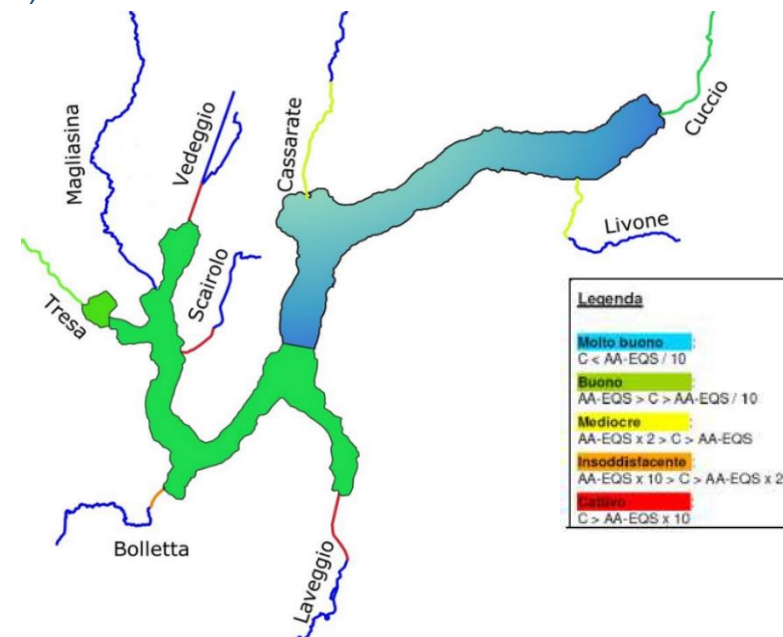 )
Magliasina
Vedeggio
Cassarate
Cuccio
Livone
Scairolo
Tresa
Bolletta
Laveggio
Legenda
Molto buono :
C < AA-EQS / 10
Buono :
AA-EQS > C > AA-EQS / 10
Mediocre :
AA-EQS x 2 > C > AA-EQS
Insoddisfacente :
AA-EQS x 10 > C > AA-EQS x 2
Cattivo :
C > AA-EQS x 10